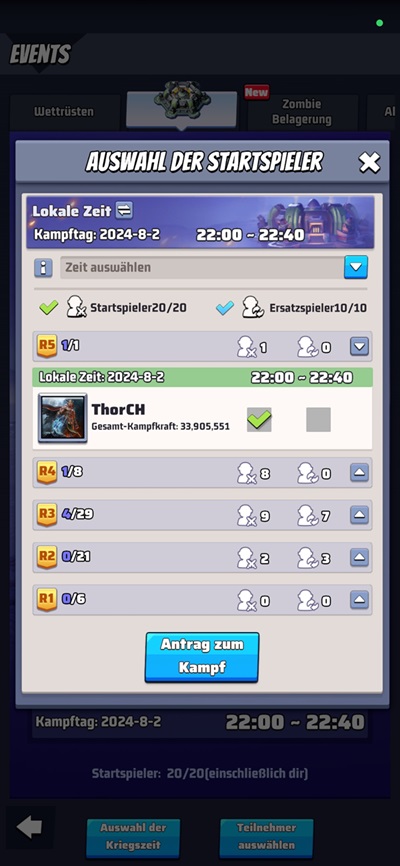 EVENTS
Wettrüsten
New
Zombie
Belagerung
Al
AUSWAHL DER STARTSPIELER
Lokale Zeit
Kampftag: 2024-8-2 22:00 ~ 22:40
Zeit auswählen
Startspieler20/20 Ersatzspieler10/10
R5 1/1 1 0
Lokale Zeit: 2024-8-2 22:00 ~ 22:40
ThorCH
Gesamt-Kampfkraft: 33,905,551
R4 1/8 8 0
R3 4/29 9 7
R2 0/21 2 3
R1 0/6 0 0
Antrag zum
Kampf
Kampftag: 2024-8-2 22:00 ~ 22:40
Startspieler: 20/20(einschließlich dir)
Auswahl der
Kriegszeit
Teilnehmer
auswählen